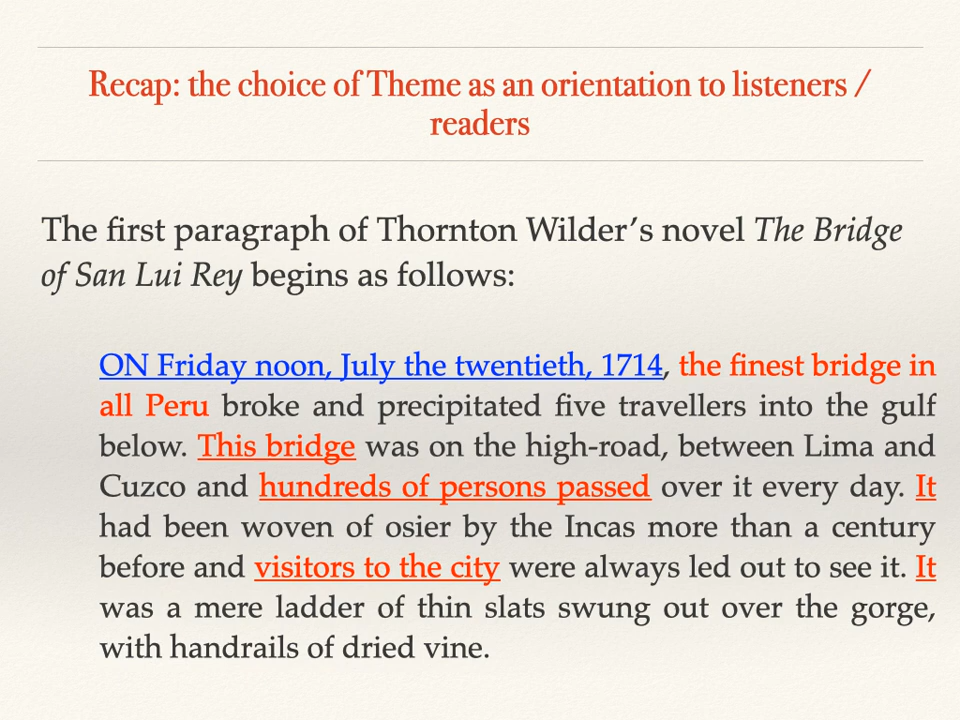 Recap: the choice of Theme as an orientation to listeners /
readers
The first paragraph of Thornton Wilder’s novel The Bridge
of San Lui Rey begins as follows:
ON Friday noon, July the twentieth, 1714, the finest bridge in
all Peru broke and precipitated five travellers into the gulf
below. This bridge was on the high-road, between Lima and
Cuzco and hundreds of persons passed over it every day. It
had been woven of osier by the Incas more than a century
before and visitors to the city were always led out to see it. It
was a mere ladder of thin slats swung out over the gorge,
with handrails of dried vine.